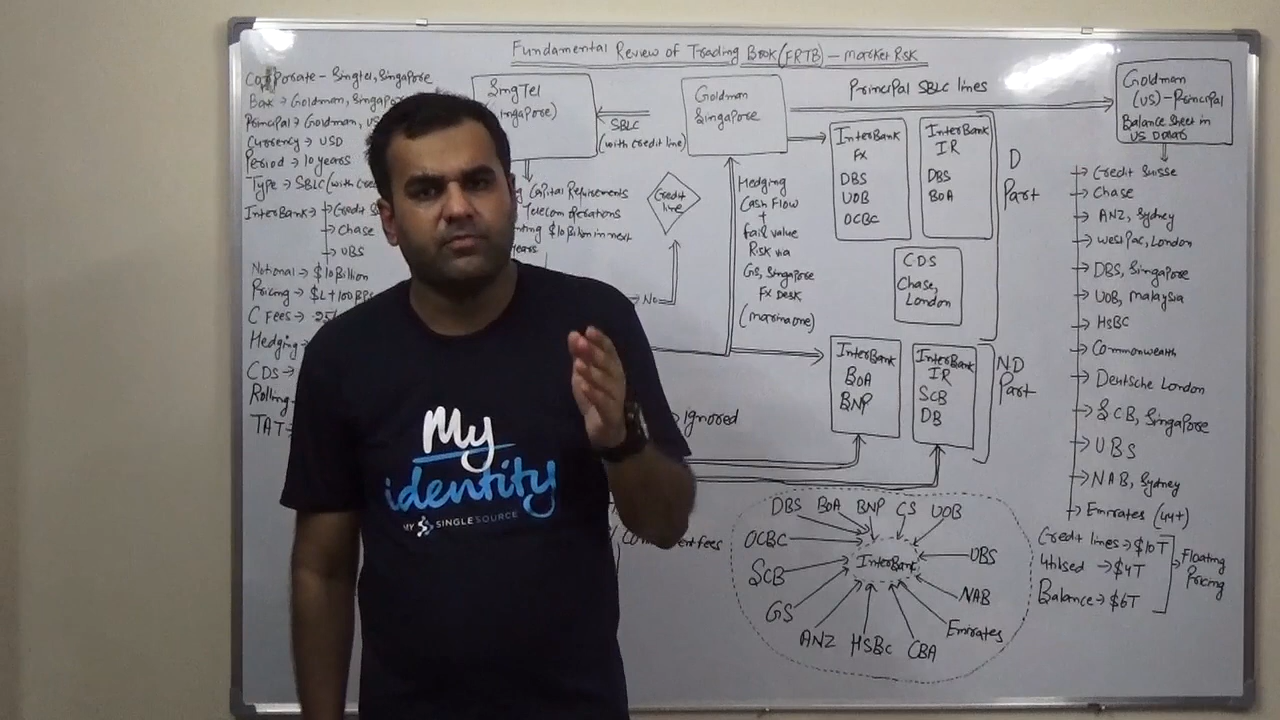 Fundamental Review of Trading Book (FRTB) - Market Risk
Corporate - Singtel, Singapore
Bank → Goldman, Singapo
Principal → Goldman, US
Currency → USD
Period → 10 years
Type → SBLC (with cre
InterBank → Credit S
→ Chase
→ UBS
Notional → $10 Billion
Pricing → $L + 100 BPS
C Fees → .25
Hedging →
CDS →
Rolling
TAT →
SingTel
(Singapore)
SBLC
(with credit line)
Goldman
Singapore
Principal SBLC lines
Goldman
(US) - Principal
Balance Sheet in
US Dollars
Capital Requirements
Telecom Operations
$10 Billion in next
years
Credit
line
No
Hedging
Cash Flow
+
fair value
Risk via
GS, Singapore
FX Desk
(marina one)
InterBank
FX
DBS
UOB
OCBC
InterBank
IR
DBS
BOA
D
Part
CDS
Chase,
London
InterBank
BOA
BNP
InterBank
IR
SCB
DB
ND
Part
→ Credit Suisse
→ Chase
→ ANZ, Sydney
→ West Pac, London
→ DBS, Singapore
→ UOB, Malaysia
→ HSBC
→ Commonwealth
→ Deutsche London
→ SCB, Singapore
→ UBS
→ NAB, Sydney
→ Emirates (44+)
Ignored
fees
DBS BOA BNP CS UOB
OCBC
InterBank
UBS
SCB
NAB
GS
Emirates
ANZ HSBC CBA
Credit lines → $10T
utilised → $4T
Balance → $6T
Floating
Pricing
My
identity
MY SINGLESOURCE